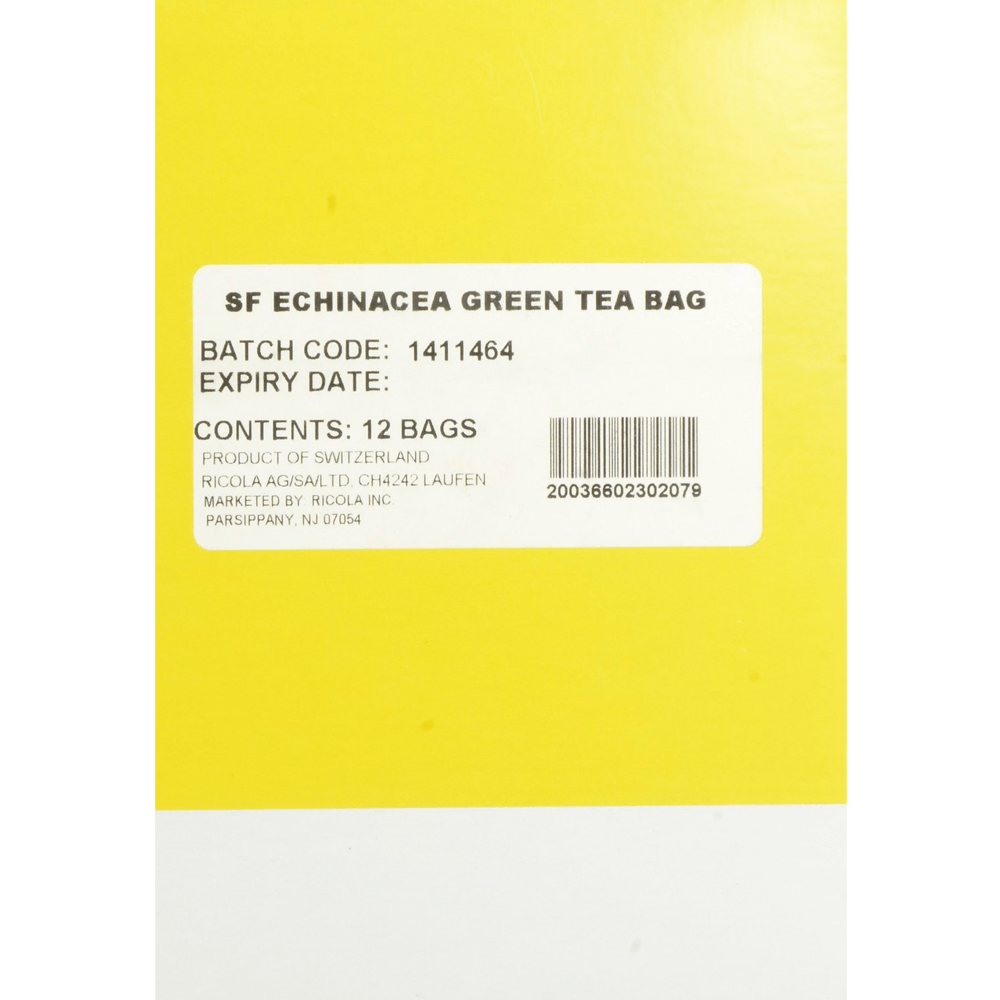 SF ECHINACEA GREEN TEA BAG
BATCH CODE: 1411464
EXPIRY DATE:
CONTENTS: 12 BAGS
PRODUCT OF SWITZERLAND
RICOLA AG/SA/LTD, CH4242 LAUFEN
MARKETED BY: RICOLA INC.
PARSIPPANY, NJ 07054
20036602302079